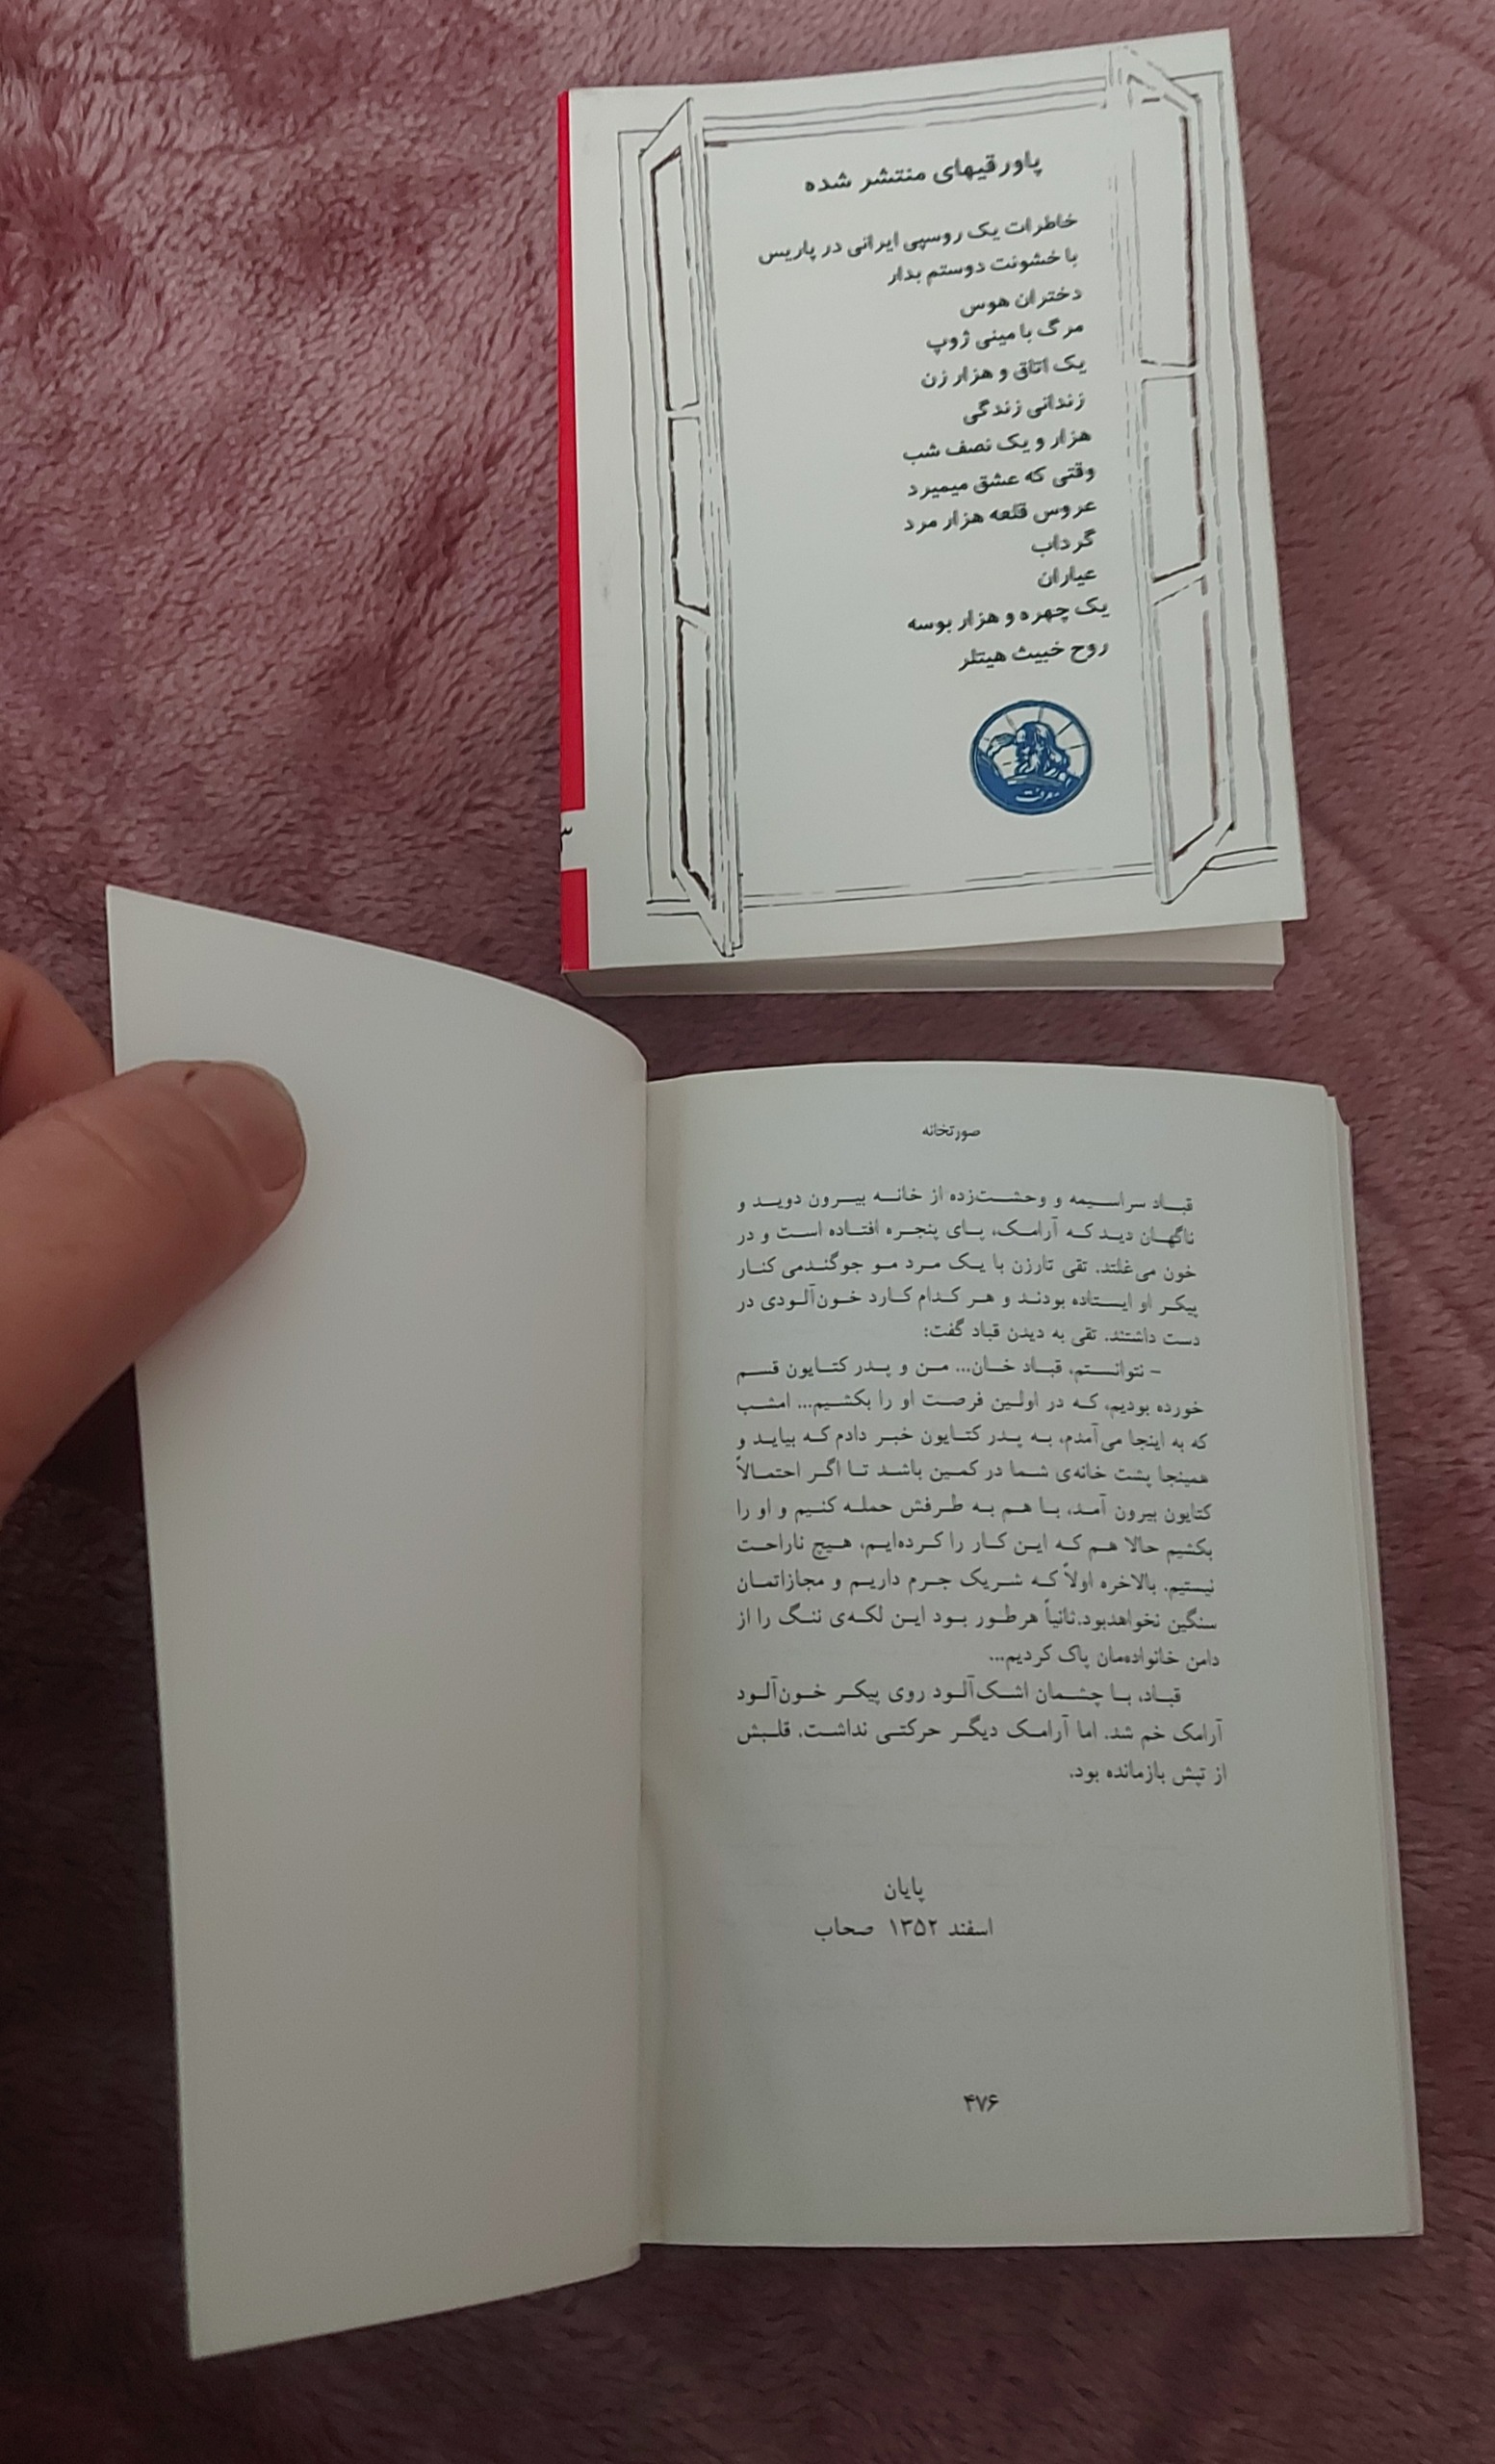 پاورقیهای منتشر شده
خاطرات یک روسپی ایرانی در پاریس
با خشونت دوستم بدار
دختران هوس
مرگ با مینی ژوپ
یک اتاق و هزار زن
زندانی زندگی
هزار و یک نصف شب
وقتی که عشق میمیرد
عروس قلعه هزار مرد
گرداب
عیاران
یک چهره و هزار بوسه
روح خبیث هیتلر
معرفت
۳
صورتخانه
قباد سراسیمه و وحشت‌زده از خانه بیرون دوید و
ناگهان دید که آرامک، پای پنجره افتاده است و در
خون می‌غلتد. تقی تارزن با یک مرد مو جوگندمی کنار
پیکر او ایستاده بودند و هر کدام کارد خون‌آلودی در
دست داشتند. تقی به دیدن قباد گفت:
– نتوانستم، قباد خان... من و پدر کتایون قسم
خورده بودیم، که در اولین فرصت او را بکشیم... امشب
که به اینجا می‌آمدم، به پدر کتایون خبر دادم که بیاید و
همینجا پشت خانه‌ی شما در کمین باشد تا اگر احتمالاً
کتایون بیرون آمد، با هم به طرفش حمله کنیم و او را
بکشیم حالا هم که این کار را کرده‌ایم، هیچ ناراحت
نیستیم. بالاخره اولاً که شریک جرم داریم و مجازاتمان
سنگین نخواهدبود.ثانیاً هرطور بود این لکه‌ی ننگ را از
دامن خانواده‌مان پاک کردیم...
قباد، با چشمان اشک‌آلود روی پیکر خون‌آلود
آرامک خم شد. اما آرامک دیگر حرکتی نداشت. قلبش
از تپش بازمانده بود.
پایان
اسفند ۱۳۵۲ صحاب
۴۷۶